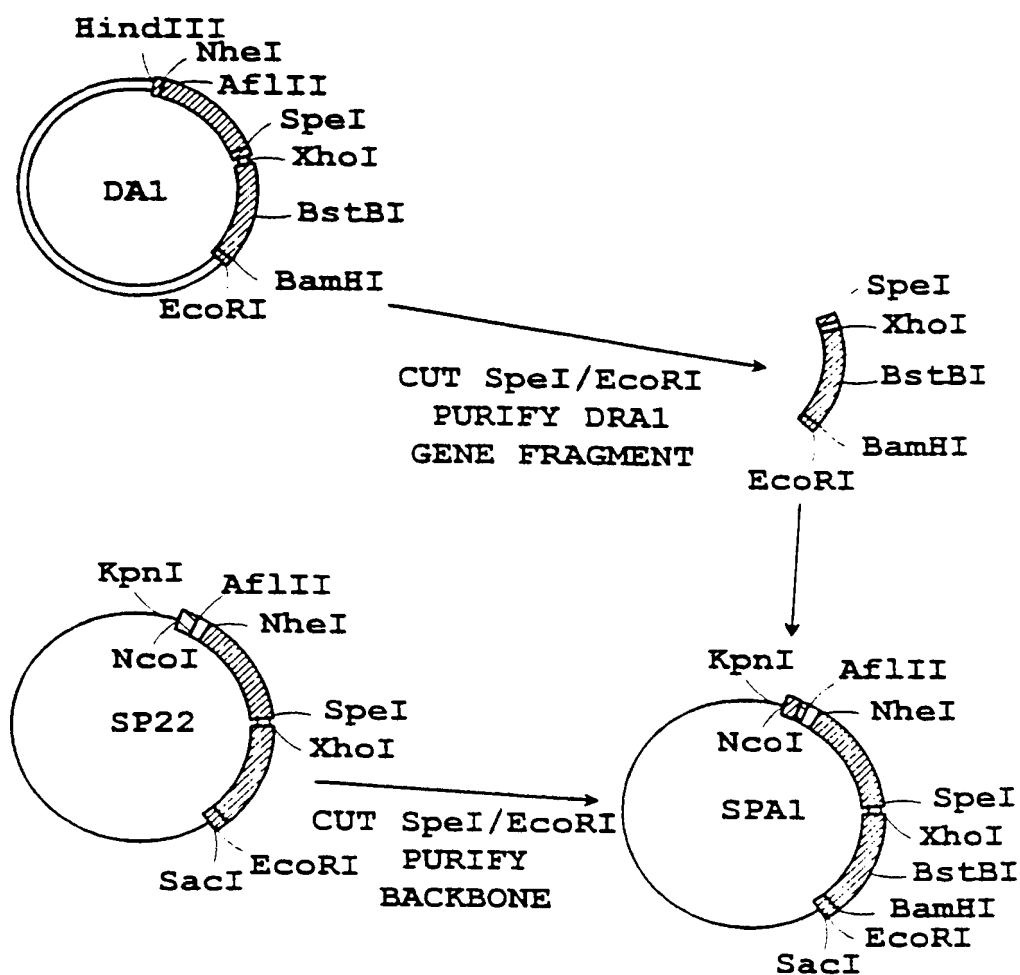 HindIII
NheI
AflII
SpeI
XhoI
DA1
BstBI
BamHI
EcoRI
CUT SpeI/EcoRI
PURIFY DRA1
GENE FRAGMENT
SpeI
XhoI
BstBI
BamHI
EcoRI
KpnI
AflII
NheI
NcoI
SP22
SpeI
XhoI
EcoRI
SacI
CUT SpeI/EcoRI
PURIFY
BACKBONE
KpnI
AflII
NheI
NcoI
SPA1
SpeI
XhoI
BstBI
BamHI
EcoRI
SacI